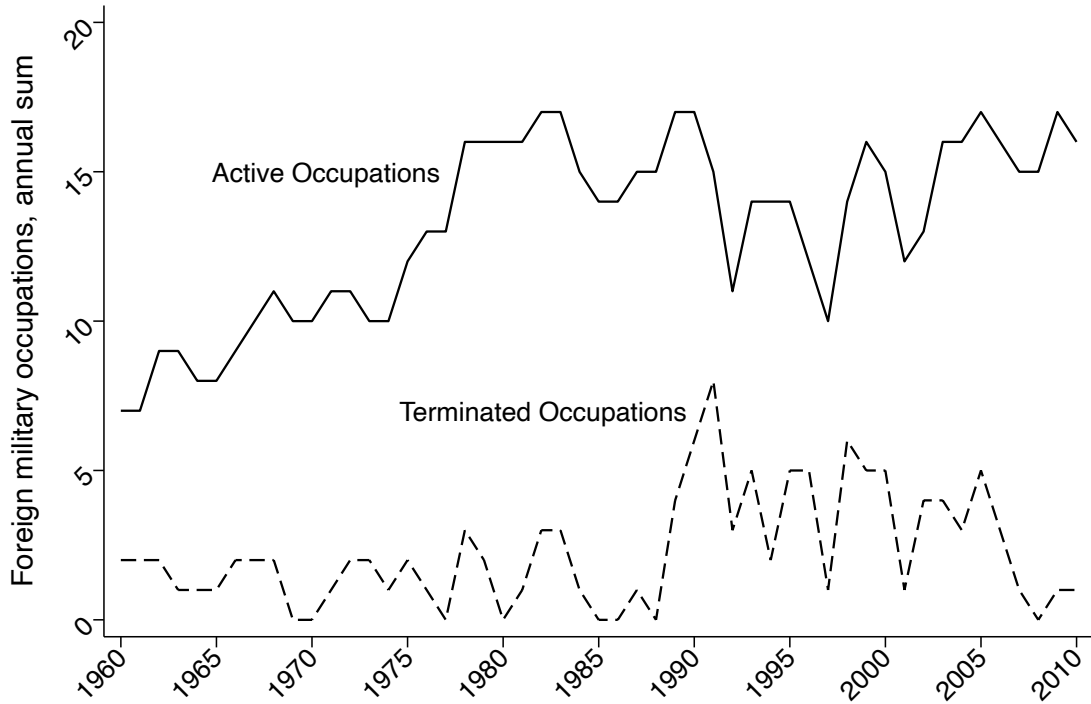 Foreign military occupations, annual sum
20
15
10
5
0
Active Occupations
Terminated Occupations
1960 1965 1970 1975 1980 1985 1990 1995 2000 2005 2010